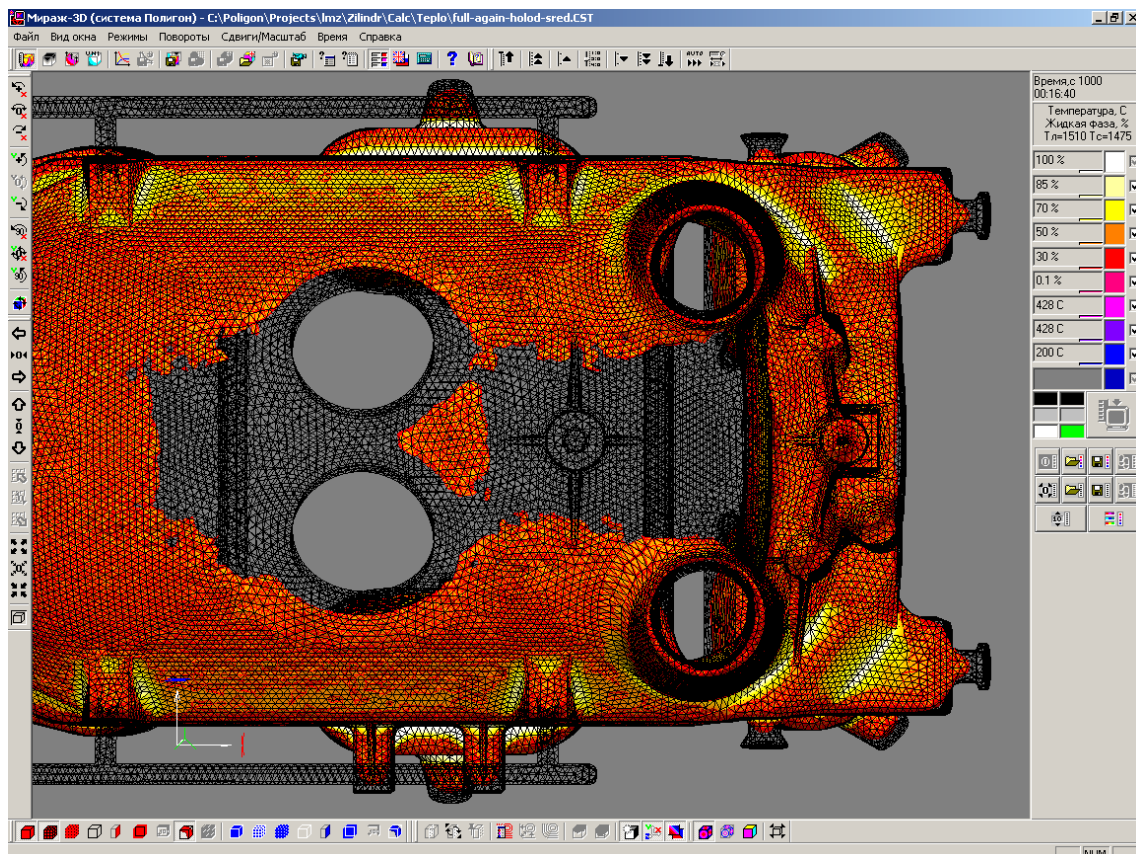 Мираж-3D (система Полигон) - C:\Poligon\Projects\lmz\Zilindr\Calc\Teplo\full-again-holod-sred.CST
Файл Вид окна Режимы Повороты Сдвиги/Масштаб Время Справка
Время,с 1000
00:16:40
Температура, С
Жидкая Фаза, %
Тл=1510 Тс=1475
100 %
85 %
70 %
50 %
30 %
0.1 %
428 C
428 C
200 C
NUM